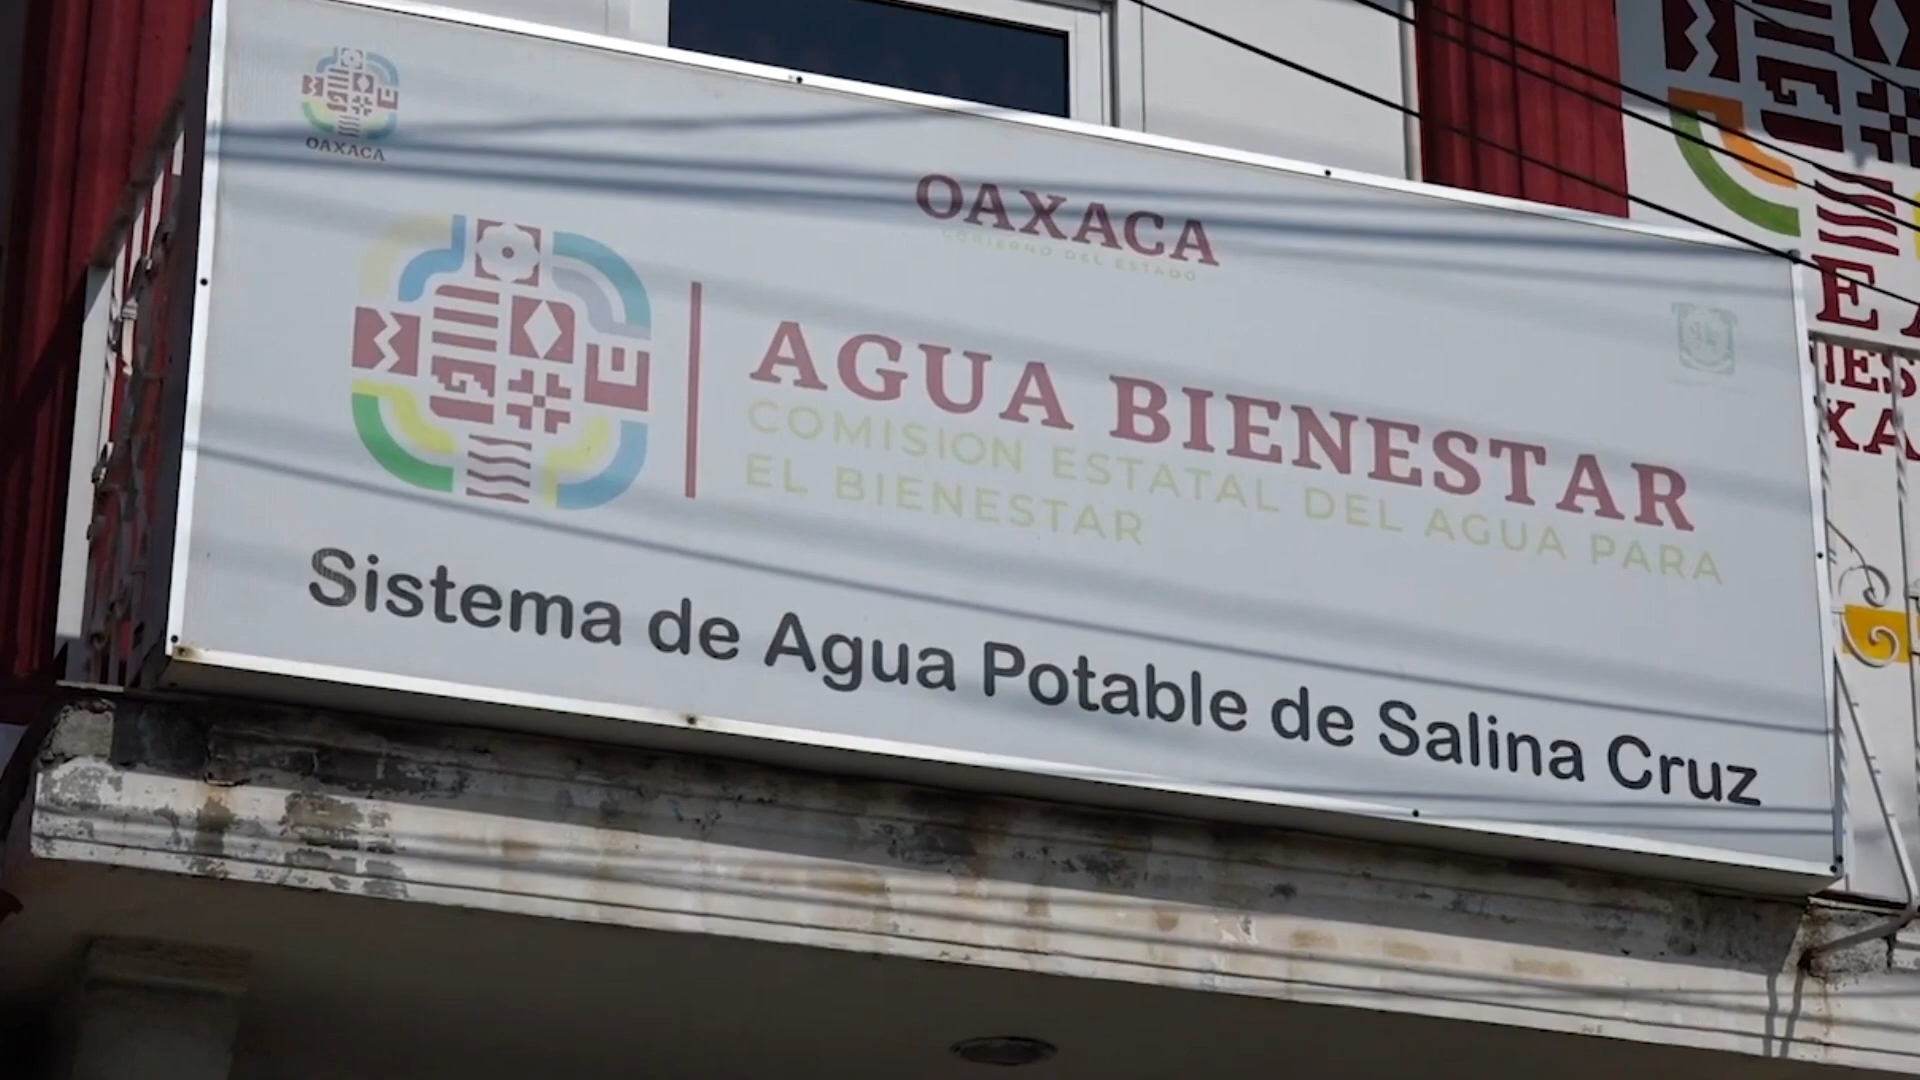 OAXACA
OAXACA
GOBIERNO DEL ESTADO
AGUA BIENESTAR
COMISION ESTATAL DEL AGUA PARA
EL BIENESTAR
Sistema de Agua Potable de Salina Cruz